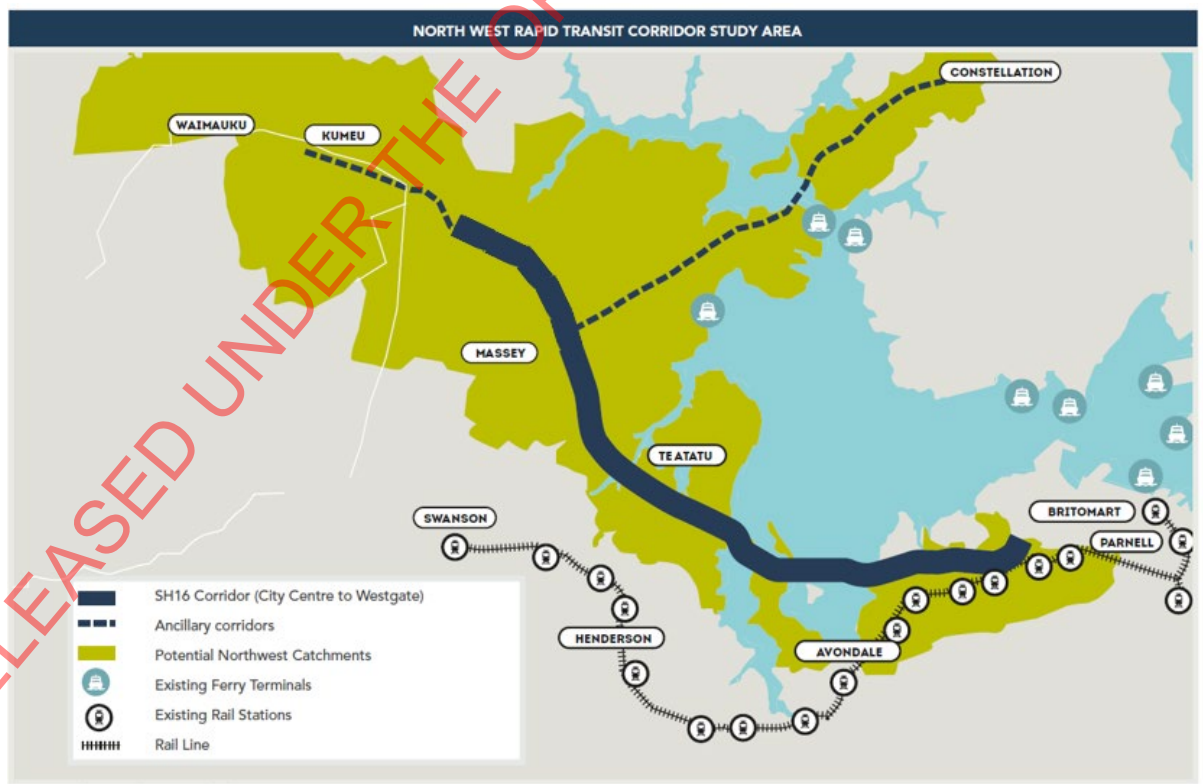 NORTH WEST RAPID TRANSIT CORRIDOR STUDY AREA
CONSTELLATION
WAIMAUKU
KUMEU
MASSEY
TE ATATU
SWANSON
BRITOMART
PARNELL
HENDERSON
AVONDALE
SH16 Corridor (City Centre to Westgate)
Ancillary corridors
Potential Northwest Catchments
Existing Ferry Terminals
Existing Rail Stations
Rail Line
LEASED UNDER THE O